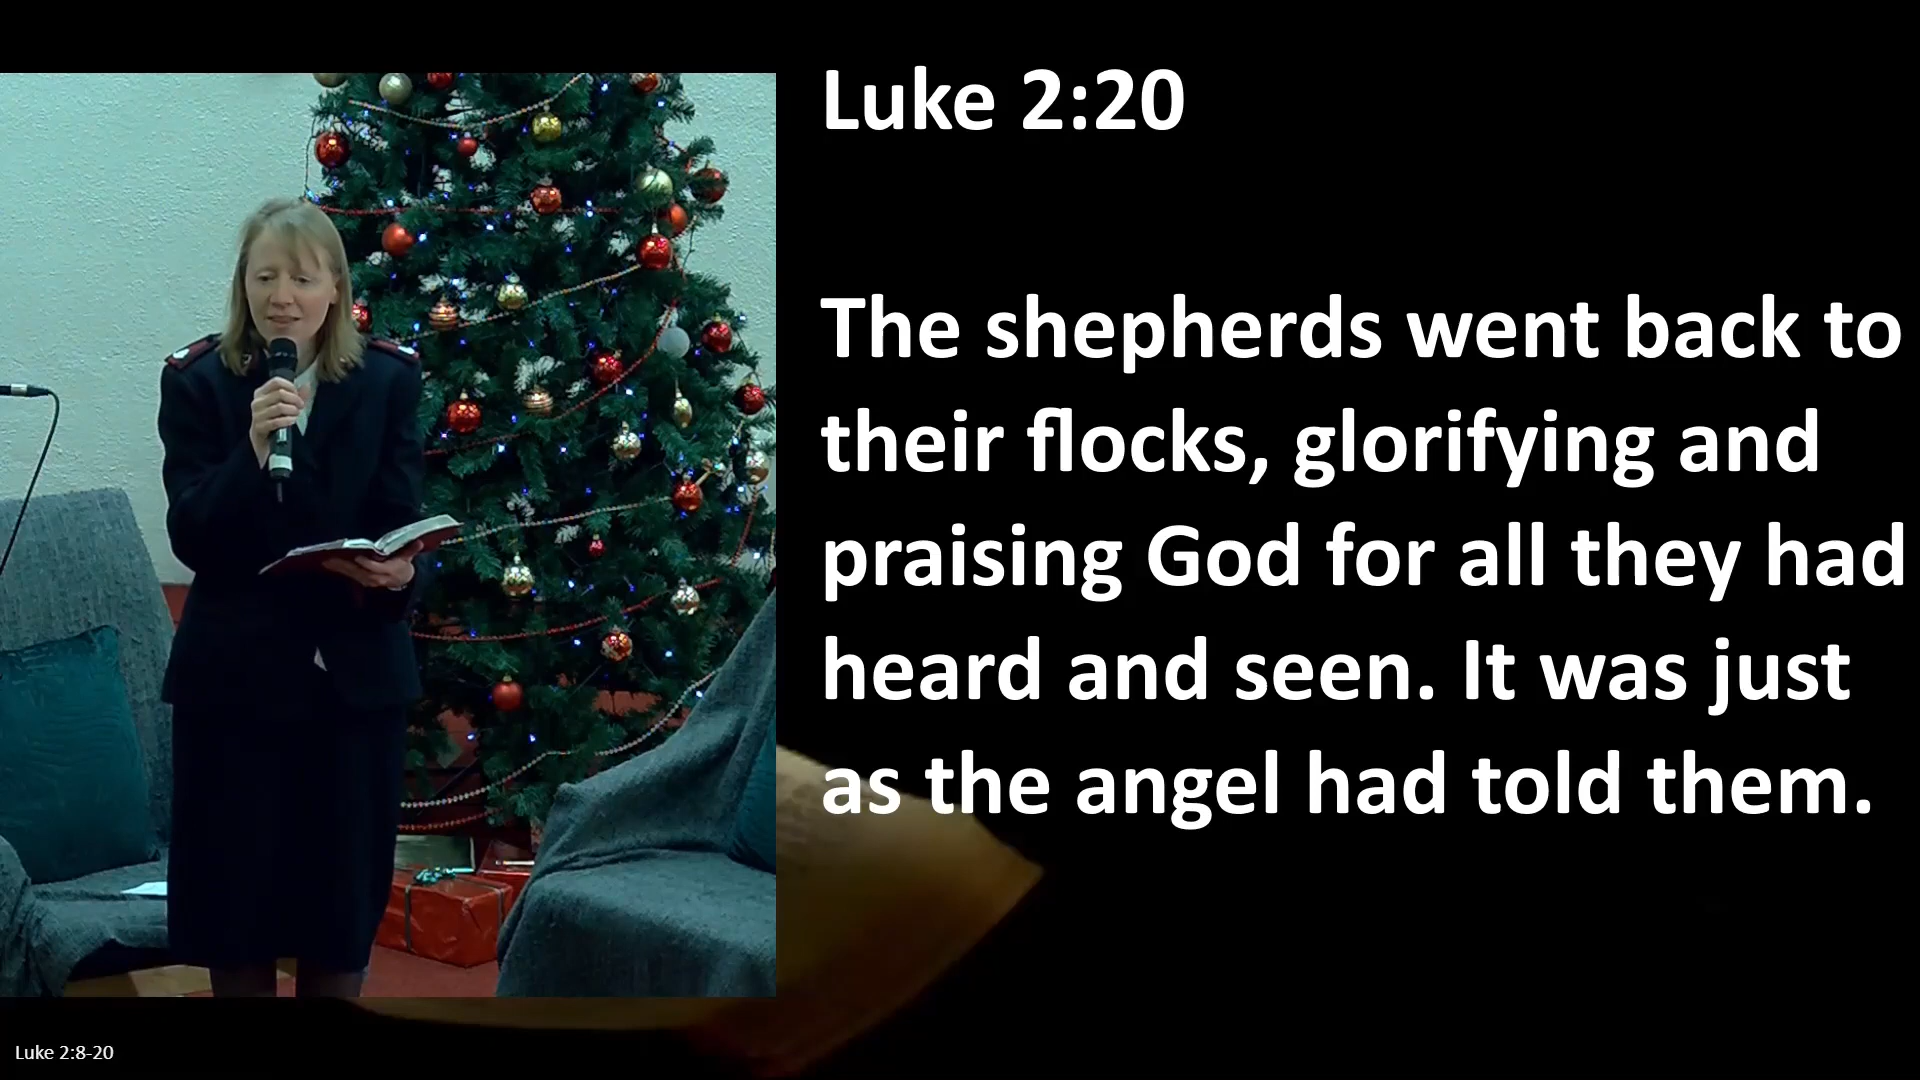 Luke 2:20
The shepherds went back to
their flocks, glorifying and
praising God for all they had
heard and seen. It was just
as the angel had told them.
Luke 2:8-20